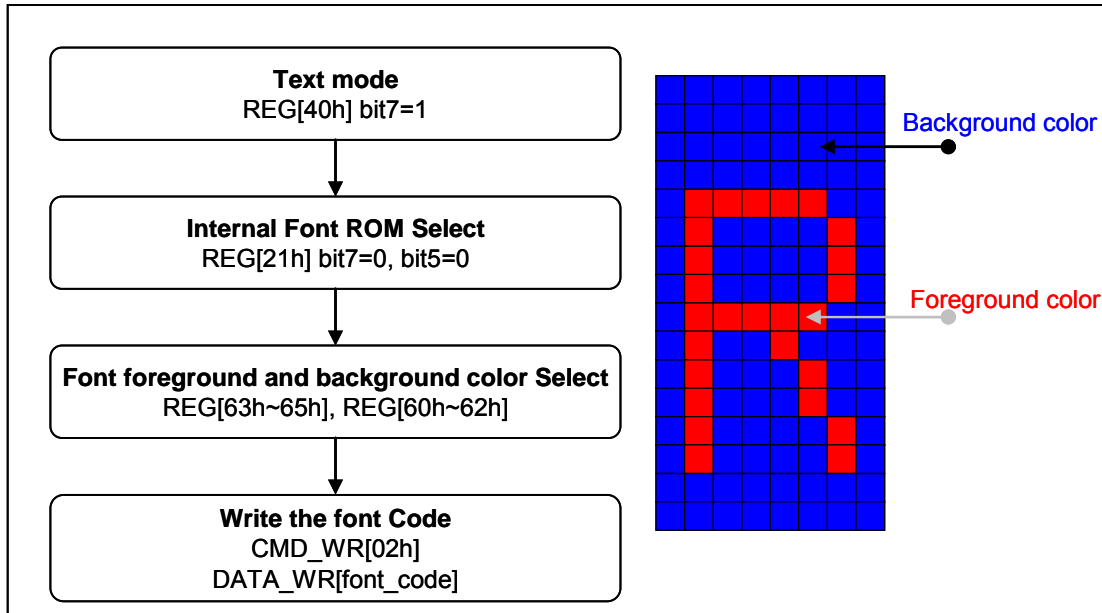 Text mode
REG[40h] bit7=1
Internal Font ROM Select
REG[21h] bit7=0, bit5=0
Font foreground and background color Select
REG[63h~65h], REG[60h~62h]
Write the font Code
CMD_WR[02h]
DATA_WR[font_code]
Background color
Foreground color